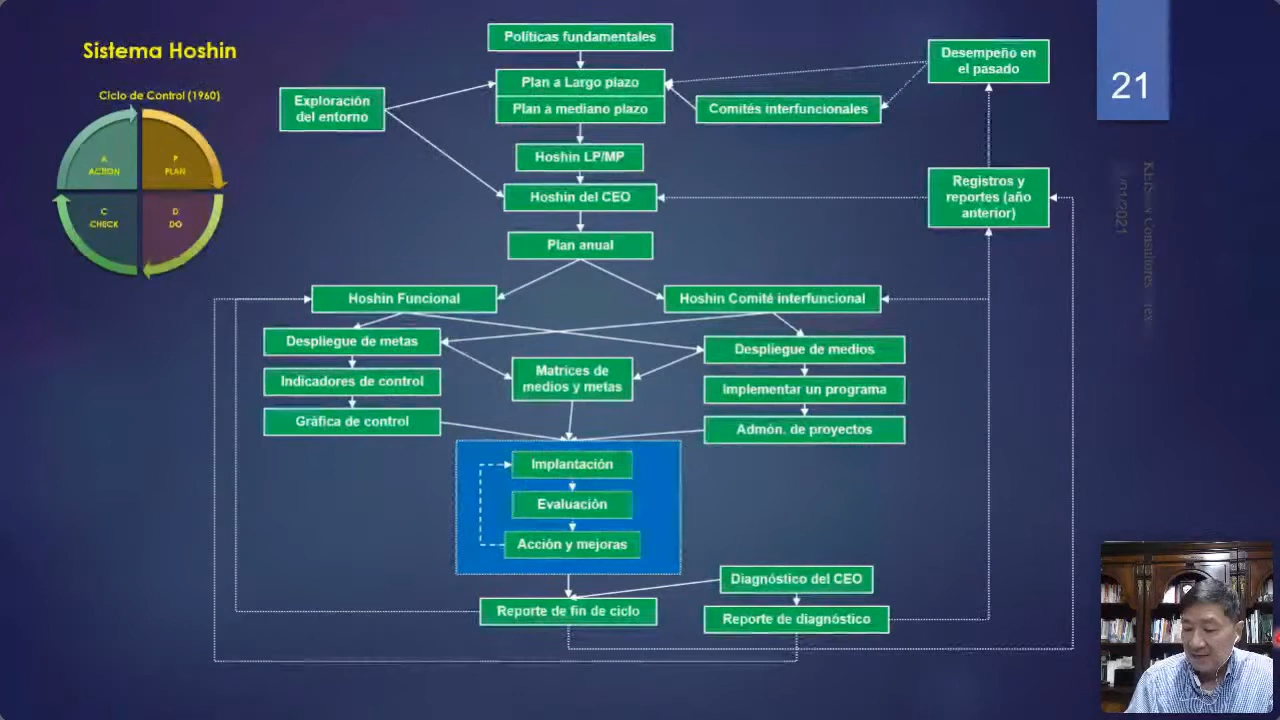 Sistema Hoshin
Ciclo de Control (1960)
A
ACTION
P
PLAN
C
CHECK
D
DO
Políticas fundamentales
Plan a Largo plazo
Plan a mediano plazo
Exploración
del entorno
Comités interfuncionales
Desempeño en
el pasado
21
Hoshin LP/MP
Hoshin del CEO
Registros y
reportes (año
anterior)
Plan anual
Hoshin Funcional
Hoshin Comité interfuncional
Despliegue de metas
Indicadores de control
Gráfica de control
Matrices de
medios y metas
Despliegue de medios
Implementar un programa
Admón. de proyectos
Implantación
Evaluación
Acción y mejoras
Diagnóstico del CEO
Reporte de fin de ciclo
Reporte de diagnóstico
Consultores
/01/2021